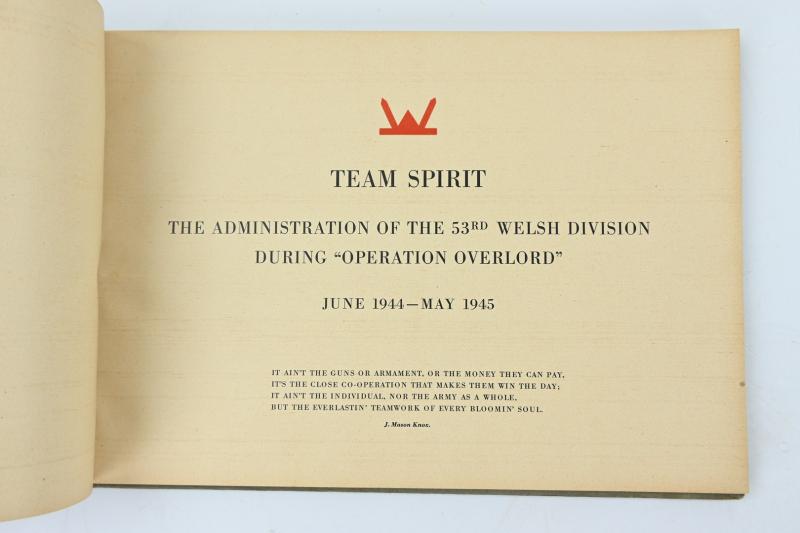 TEAM SPIRIT
THE ADMINISTRATION OF THE 53RD WELSH DIVISION
DURING "OPERATION OVERLORD"
JUNE 1944—MAY 1945
IT AIN'T THE GUNS OR ARMAMENT, OR THE MONEY THEY CAN PAY,
IT'S THE CLOSE CO-OPERATION THAT MAKES THEM WIN THE DAY;
IT AIN'T THE INDIVIDUAL, NOR THE ARMY AS A WHOLE,
BUT THE EVERLASTIN' TEAMWORK OF EVERY BLOOMIN' SOUL.
J. Mason Knox.